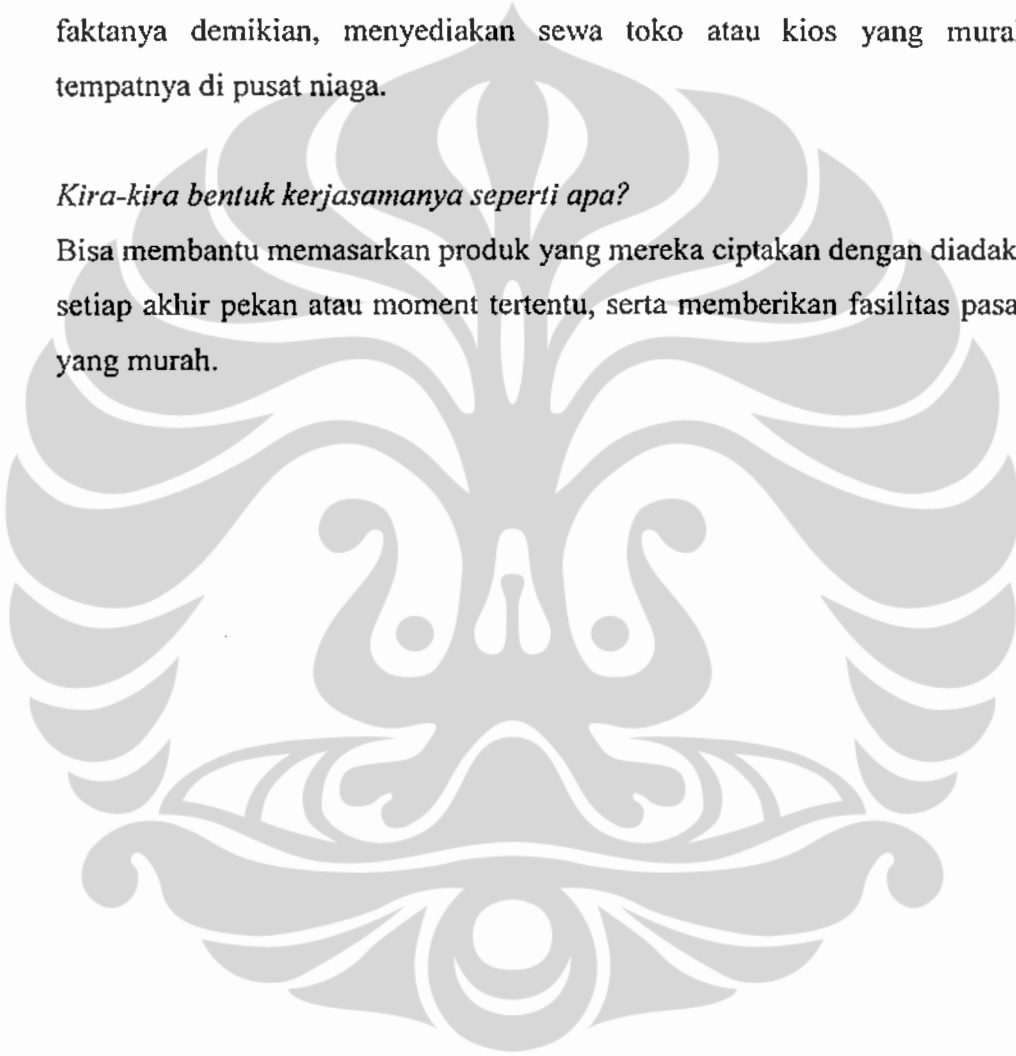 faktanya demikian, menyediakan sewa toko atau kios yang mura
tempatnya di pusat niaga.
Kira-kira bentuk kerjasamanya seperti apa?
Bisa membantu memasarkan produk yang mereka ciptakan dengan diadak
setiap akhir pekan atau moment tertentu, serta memberikan fasilitas pasa
yang murah.